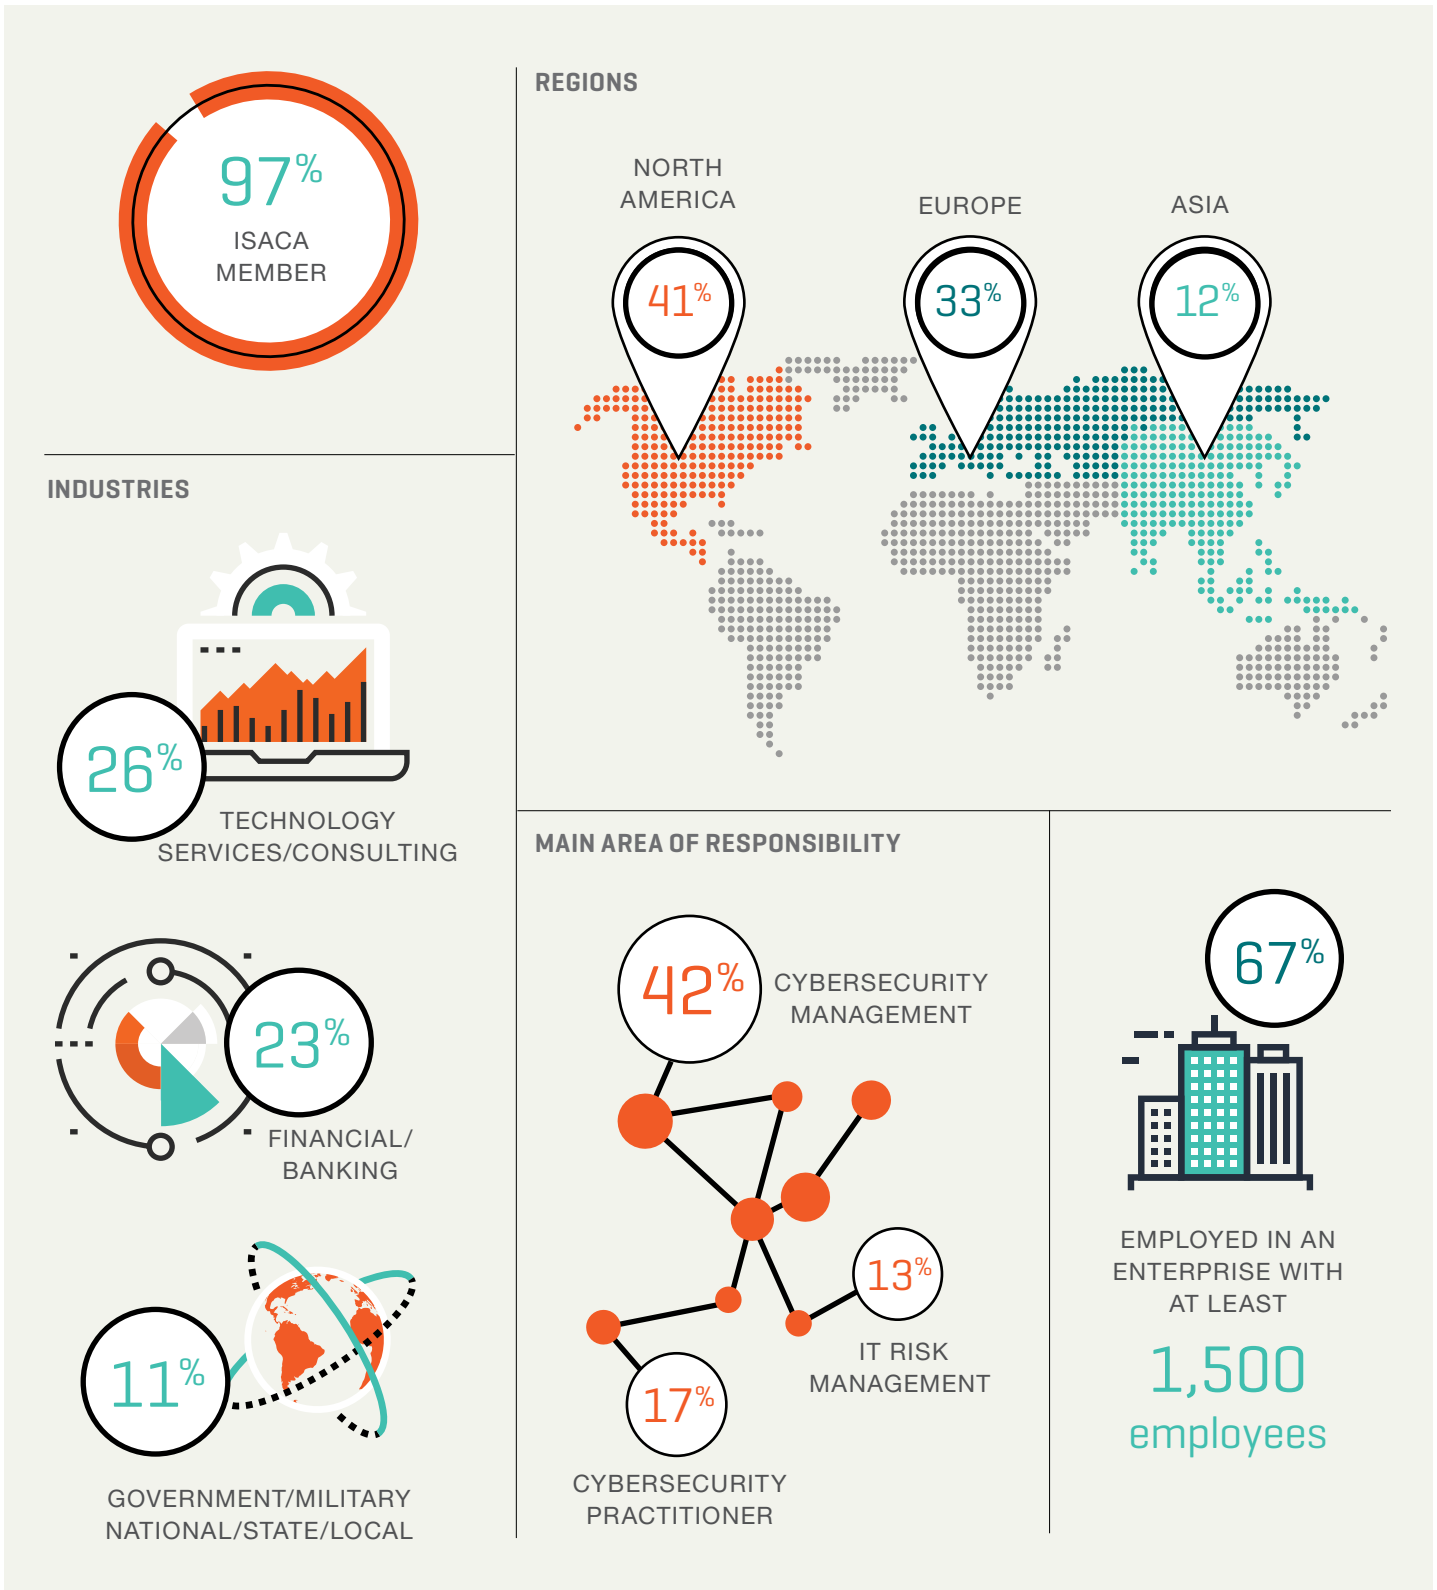 97%
ISACA
MEMBER
REGIONS
NORTH
AMERICA
41%
EUROPE
33%
ASIA
12%
INDUSTRIES
26%
TECHNOLOGY
SERVICES/CONSULTING
23%
FINANCIAL/
BANKING
11%
GOVERNMENT/MILITARY
NATIONAL/STATE/LOCAL
MAIN AREA OF RESPONSIBILITY
42%
CYBERSECURITY
MANAGEMENT
13%
IT RISK
MANAGEMENT
17%
CYBERSECURITY
PRACTITIONER
67%
EMPLOYED IN AN
ENTERPRISE WITH
AT LEAST
1,500
employees